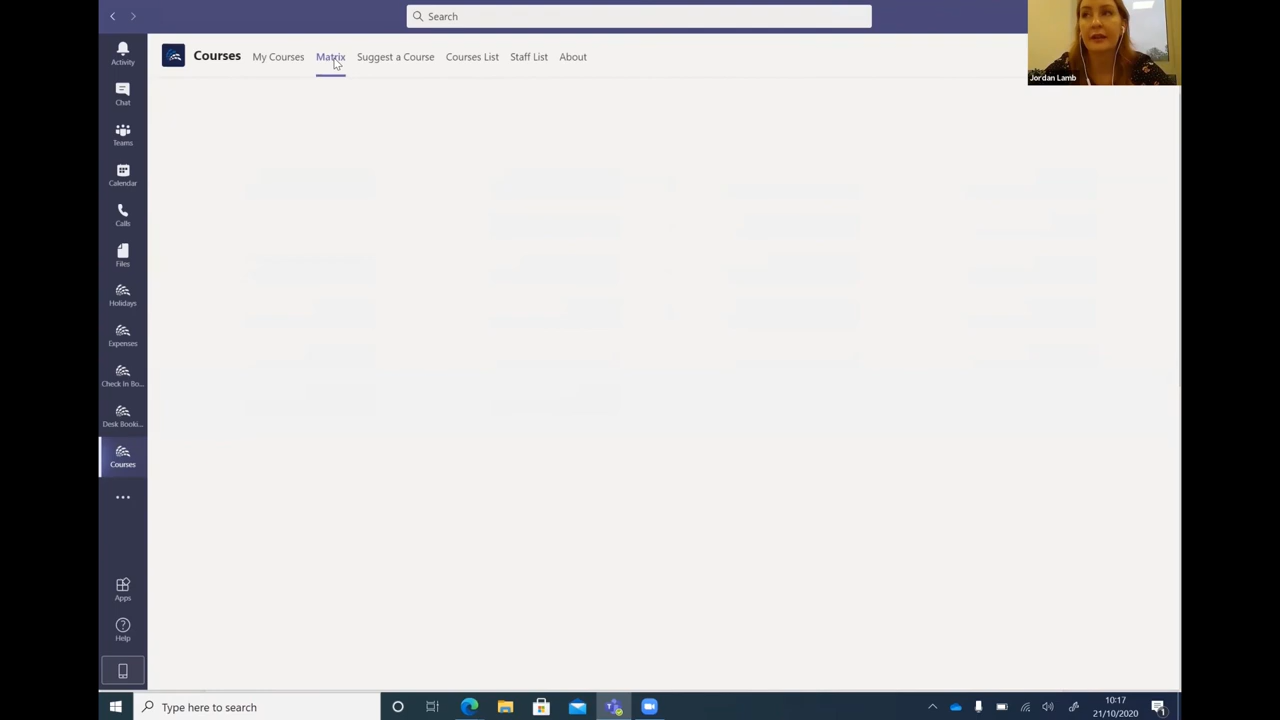 Search
Jordan Lamb
Courses My Courses Matrix Suggest a Course Courses List Staff List About
Activity
Chat
Teams
Calendar
Calls
Files
Holidays
Expenses
Check In Bo...
Desk Booki...
Courses
Apps
Help
Type here to search
10:17
21/10/2020
1